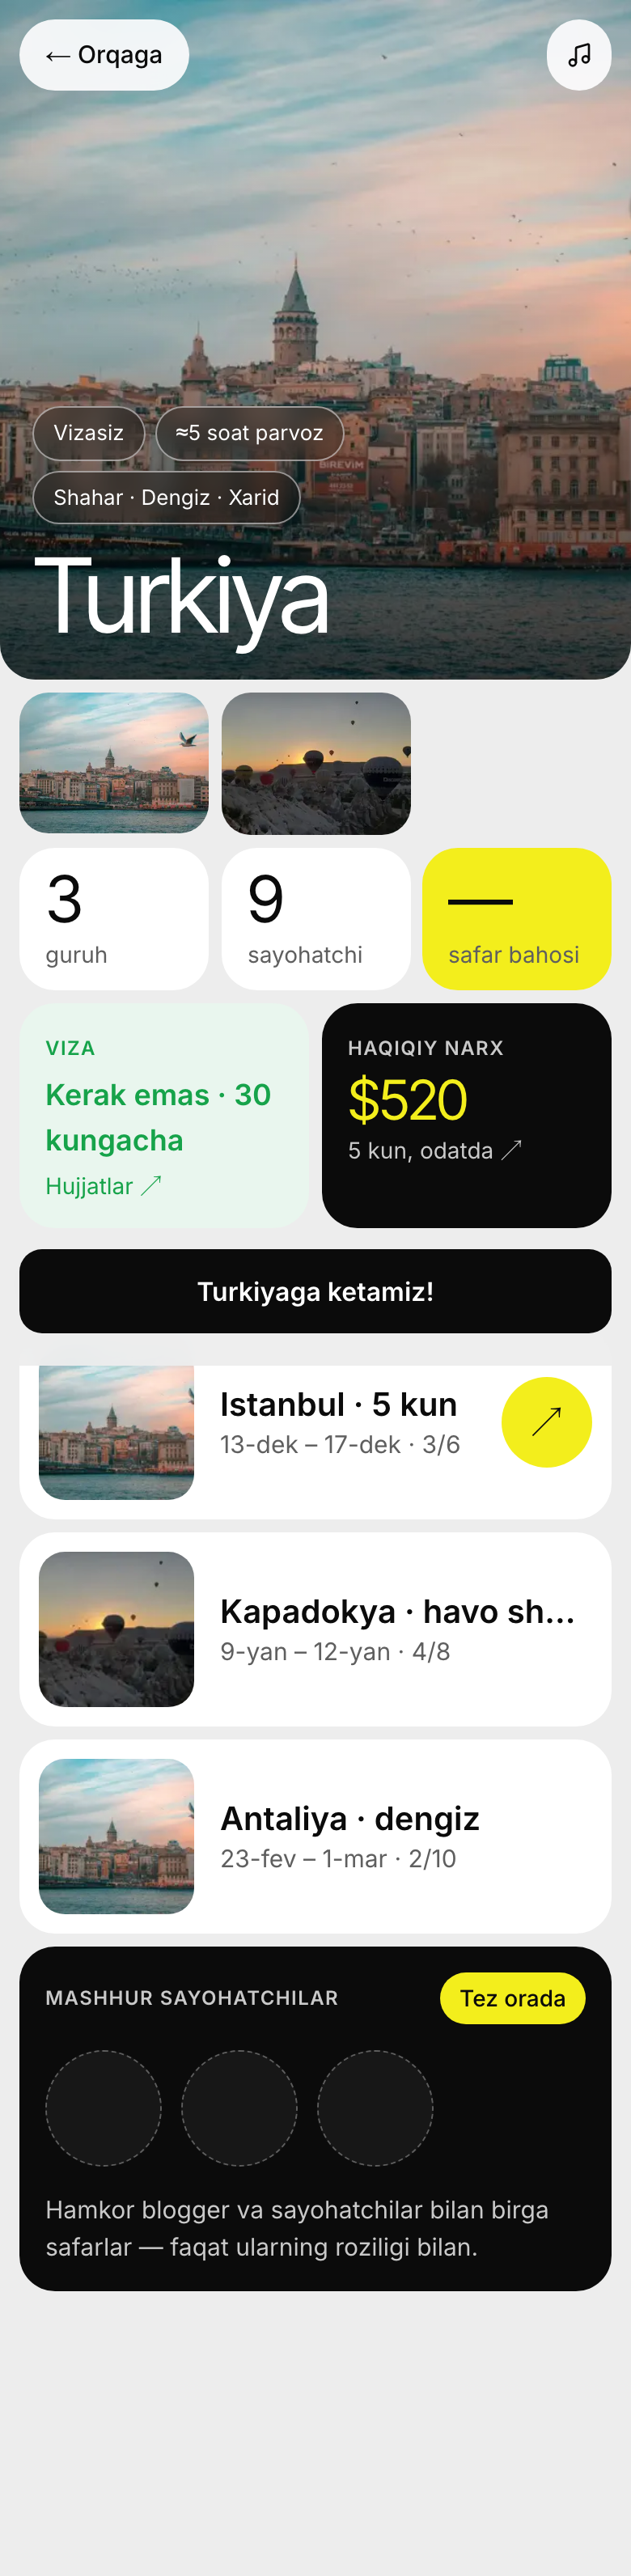 ← Orqaga
Vizasiz
≈5 soat parvoz
BIREVİM
Shahar · Dengiz · Xarid
Turkiya
3
guruh
9
sayohatchi
—
safar bahosi
VIZA
Kerak emas · 30
kungacha
Hujjatlar ↗
HAQIQIY NARX
$520
5 kun, odatda ↗
Turkiyaga ketamiz!
Istanbul · 5 kun
13-dek – 17-dek · 3/6
↗
Kapadokya · havo sh...
9-yan – 12-yan · 4/8
Antaliya · dengiz
23-fev – 1-mar · 2/10
MASHHUR SAYOHATCHILAR
Tez orada
Hamkor blogger va sayohatchilar bilan birga
safarlar — faqat ularning roziligi bilan.